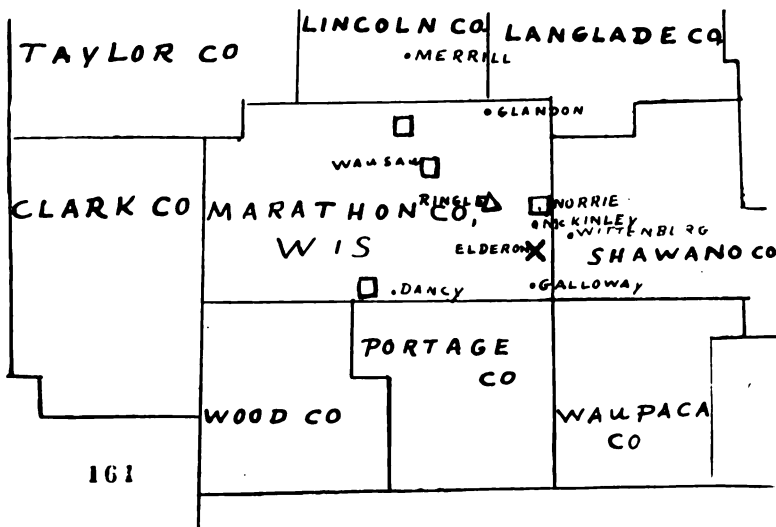 LINCOLN CO
TAYLOR CO
LANGLADE CO
MERRILL
GLANDON
WAUSAU
CLARK CO
MARATHON CO,
RINGLE
NORRIE
McKINLEY
WITTENBERG
WIS
ELDERON
SHAWANO CO
DANCY
GALLOWAY
PORTAGE
CO
WOOD CO
WAUPACA
CO
161